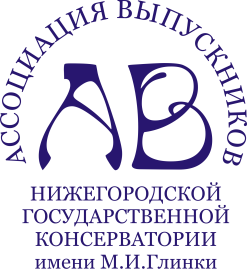 АССОЦИАЦИЯ ВЫПУСКНИКОВ
АВ
НИЖЕГОРОДСКОЙ
ГОСУДАРСТВЕННОЙ
КОНСЕРВАТОРИИ
имени М.И.Глинки